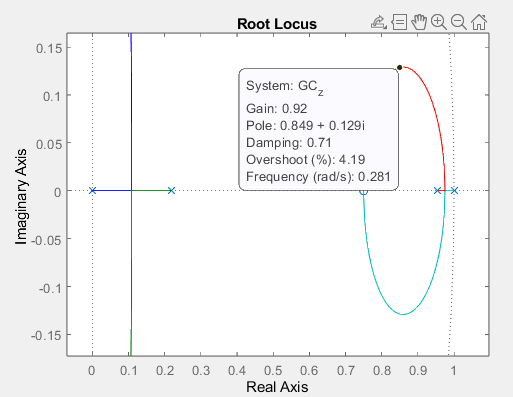 Root Locus
0.15
0.1
0.05
0
-0.05
-0.1
-0.15
Imaginary Axis
System: GCz
Gain: 0.92
Pole: 0.849 + 0.129i
Damping: 0.71
Overshoot (%): 4.19
Frequency (rad/s): 0.281
0 0.1 0.2 0.3 0.4 0.5 0.6 0.7 0.8 0.9 1
Real Axis